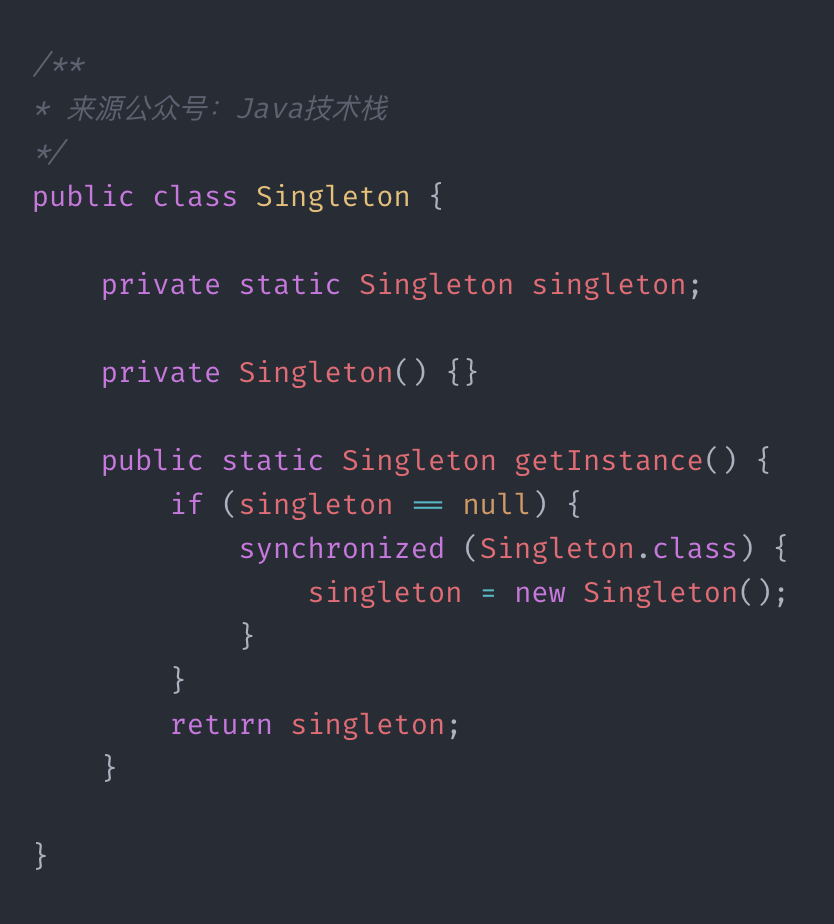 /**
* 来源公众号：Java技术栈
*/
public class Singleton {
    private static Singleton singleton;
    private Singleton() {}
    public static Singleton getInstance() {
        if (singleton == null) {
            synchronized (Singleton.class) {
                singleton = new Singleton();
            }
        }
        return singleton;
    }
}